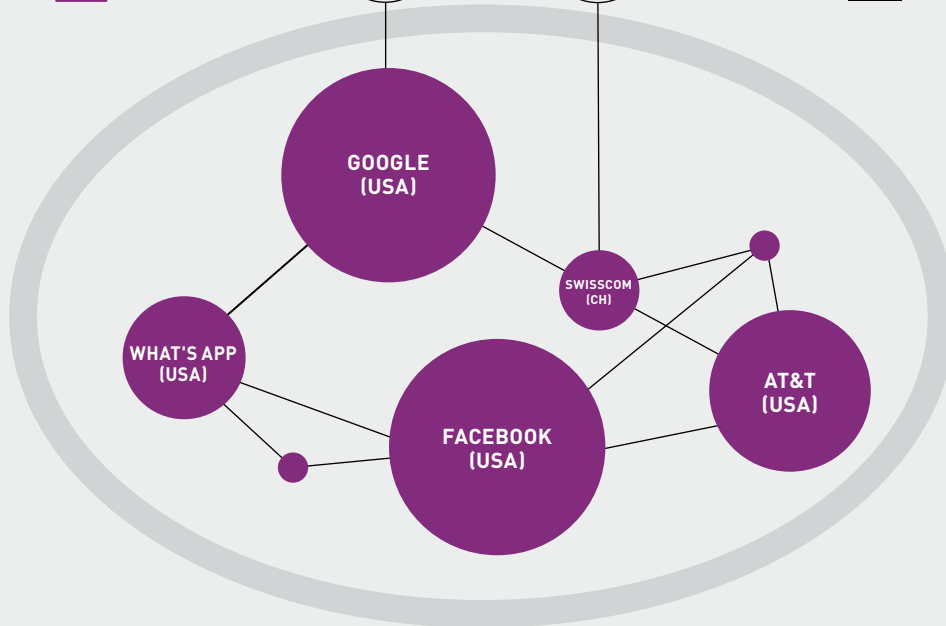 GOOGLE
(USA)
SWISSCOM
(CH)
WHAT'S APP
(USA)
AT&T
(USA)
FACEBOOK
(USA)